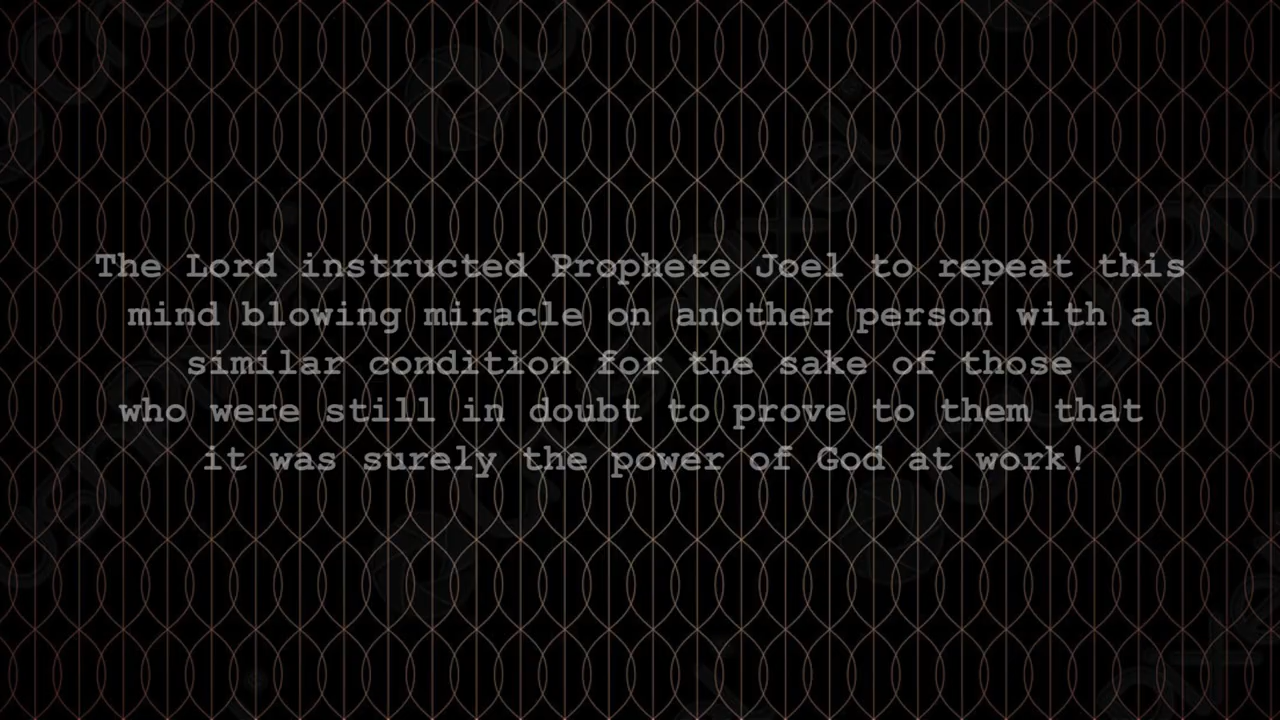 The Lord instructed Prophete Joel to repeat this
mind blowing miracle on another person with a
similar condition for the sake of those
who were still in doubt to prove to them that
it was surely the power of God at work!